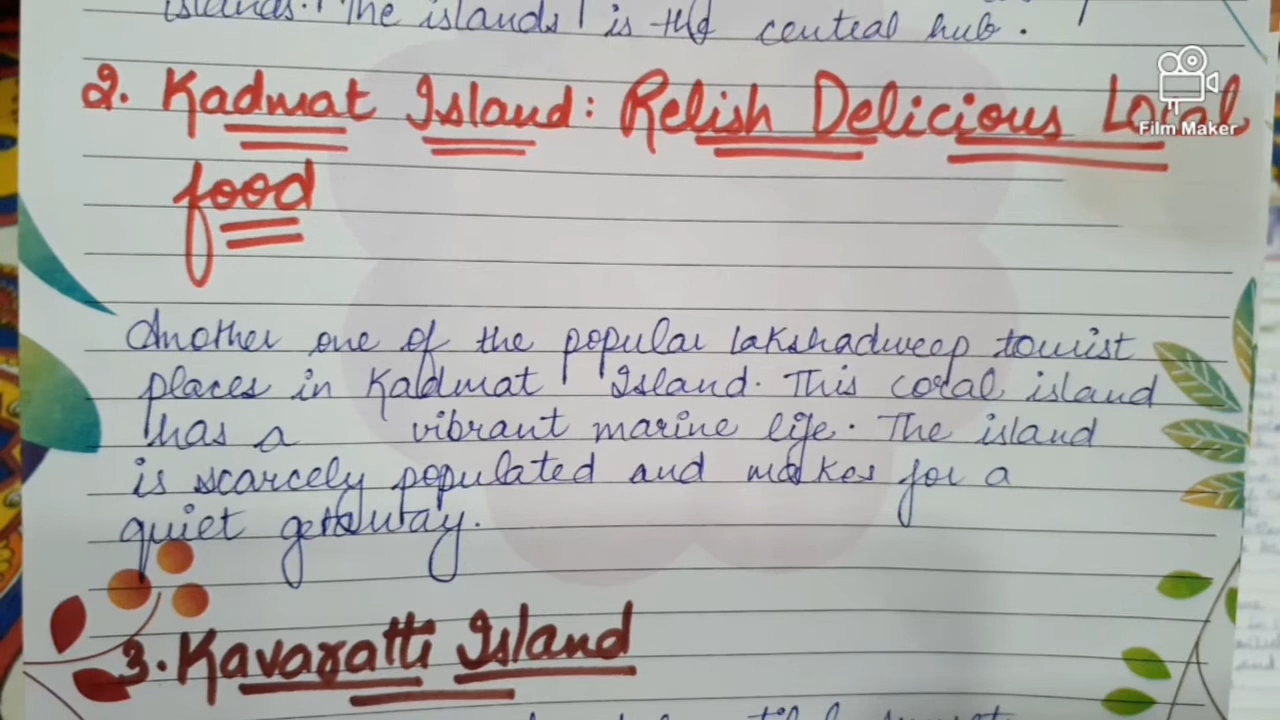 islands. The islands is the central hub.
2. Kadmat Island: Relish Delicious Local
food
Another one of the popular lakshadweep tourist
places in Kadmat Island. This coral island
has a vibrant marine life. The island
is scarcely populated and makes for a
quiet getaway.
3. Kavaratti Island
Film Maker